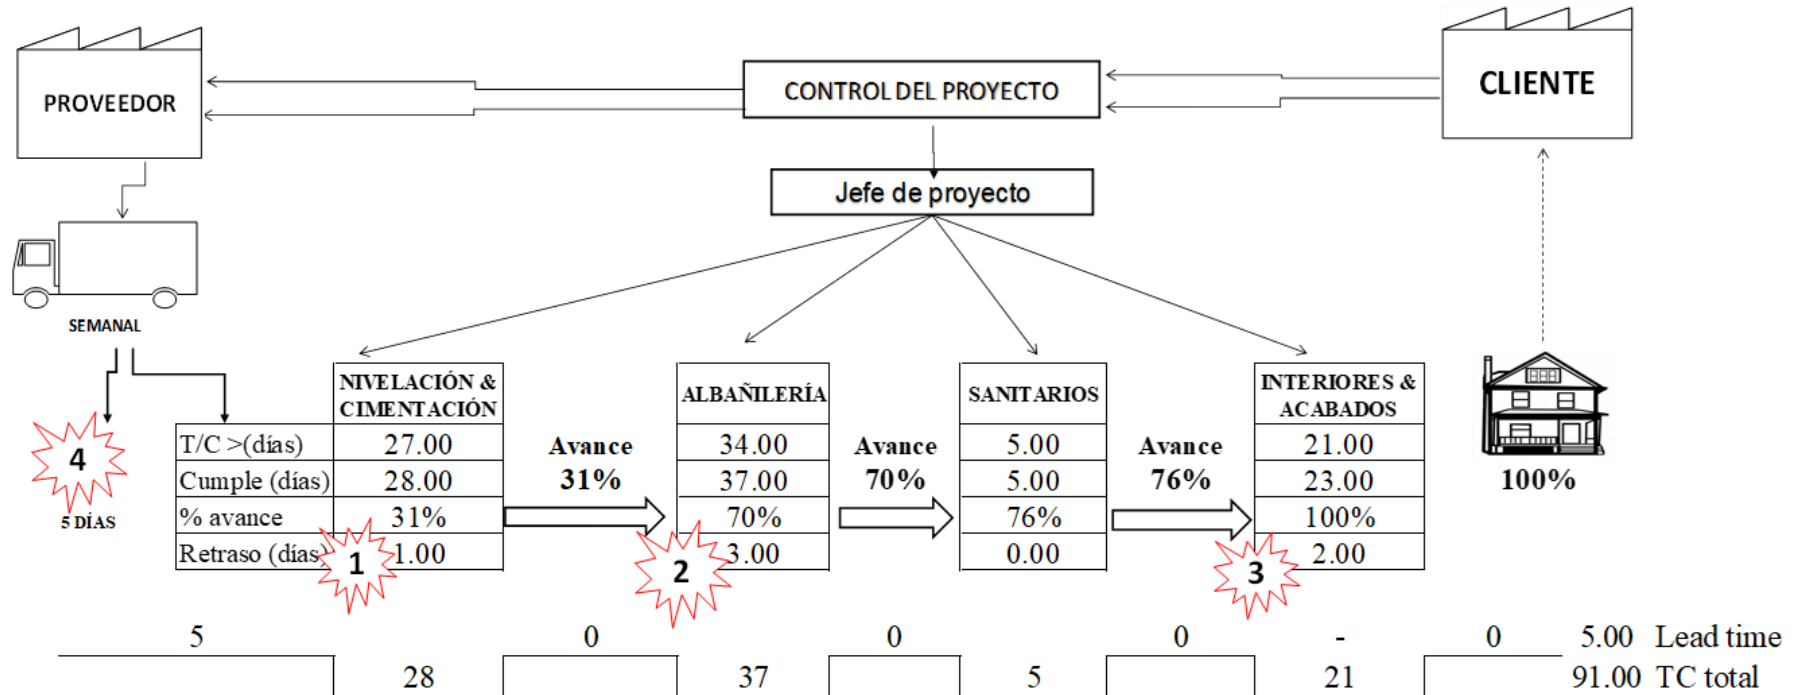 PROVEEDOR
CONTROL DEL PROYECTO
CLIENTE
Jefe de proyecto
SEMANAL
4
5 DÍAS
NIVELACIÓN &
CIMENTACIÓN
ALBAÑILERÍA
SANITARIOS
INTERIORES &
ACABADOS
T/C >(días) 27.00 34.00 5.00 21.00
Cumple (días) 28.00 37.00 5.00 23.00
% avance 31% 70% 76% 100%
Retraso (días) 1.00 3.00 0.00 2.00
Avance
31%
Avance
70%
Avance
76%
100%
1
2
3
5 0 0 0 - 0 5.00 Lead time
28 37 5 21 91.00 TC total